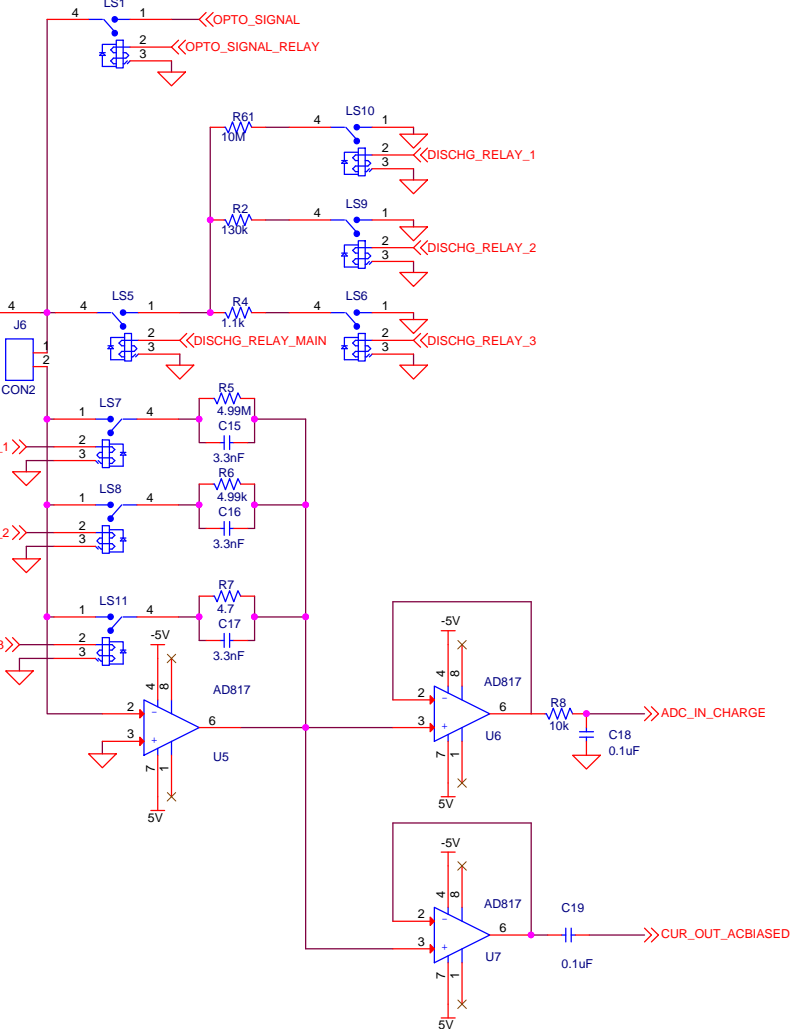 LS1
4 1 OPTO_SIGNAL
2 OPTO_SIGNAL_RELAY
3
R61
10M
LS10
4 1
2 DISCHG_RELAY_1
3
R2
130k
LS9
4 1
2 DISCHG_RELAY_2
3
4
LS5
4 1
2 DISCHG_RELAY_MAIN
3
R4
1.1k
LS6
4 1
2 DISCHG_RELAY_3
3
J6
1
2
CON2
LS7
1 4
_1 2
3
R5
4.99M
C15
3.3nF
LS8
1 4
_2 2
3
R6
4.99k
C16
3.3nF
LS11
1 4
2
3
R7
4.7
C17
3.3nF
-5V
4 8
AD817
2 -
3 +
6
U5
7 1
5V
-5V
4 8
AD817
2 -
3 +
6
U6
7 1
5V
R8
10k
ADC_IN_CHARGE
C18
0.1uF
-5V
4 8
AD817
2 -
3 +
6
U7
7 1
5V
C19
0.1uF
CUR_OUT_ACBIASED